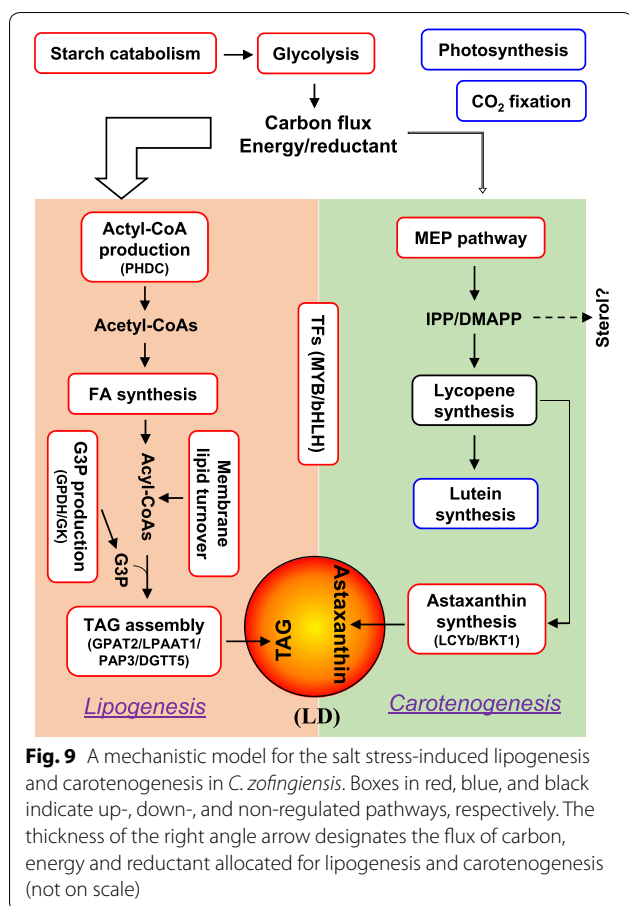 Starch catabolism
Glycolysis
Photosynthesis
CO₂ fixation
Carbon flux
Energy/reductant
Actyl-CoA
production
(PHDC)
Acetyl-CoAs
FA synthesis
G3P production
(GPDH/GK)
Acyl-CoAs
Membrane
lipid turnover
G3P
TAG assembly
(GPAT2/LPAAT1/
PAP3/DGTT5)
Lipogenesis
TFs (MYB/bHLH)
MEP pathway
IPP/DMAPP
Sterol?
Lycopene
synthesis
Lutein
synthesis
Astaxanthin
synthesis
(LCYb/BKT1)
Carotenogenesis
TAG
Astaxanthin
(LD)
Fig. 9 A mechanistic model for the salt stress-induced lipogenesis
and carotenogenesis in C. zofingiensis. Boxes in red, blue, and black
indicate up-, down-, and non-regulated pathways, respectively. The
thickness of the right angle arrow designates the flux of carbon,
energy and reductant allocated for lipogenesis and carotenogenesis
(not on scale)